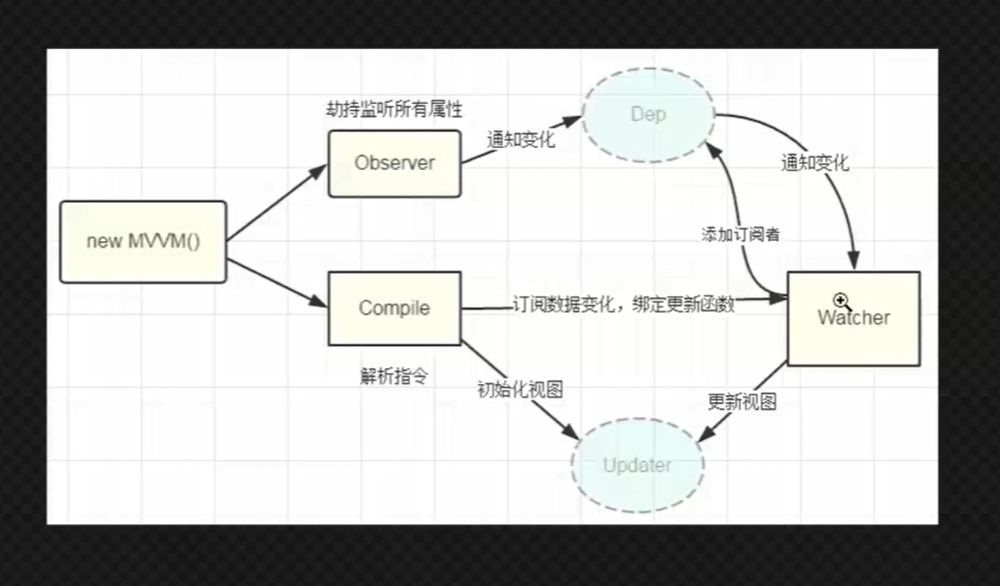 劫持监听所有属性
Observer
通知变化
Dep
通知变化
new MVVM()
添加订阅者
Compile
订阅数据变化，绑定更新函数
Watcher
解析指令
初始化视图
更新视图
Updater